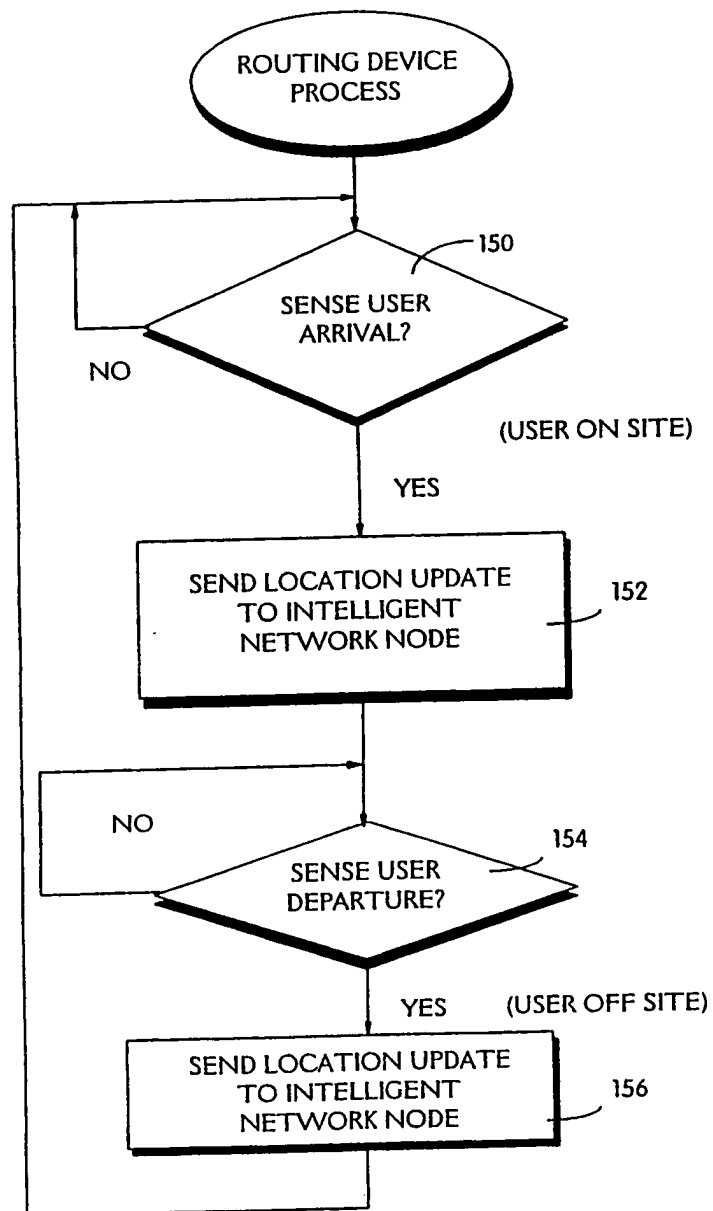 ROUTING DEVICE
PROCESS
150
SENSE USER
ARRIVAL?
NO
(USER ON SITE)
YES
SEND LOCATION UPDATE
TO INTELLIGENT
NETWORK NODE
152
NO
154
SENSE USER
DEPARTURE?
YES
(USER OFF SITE)
SEND LOCATION UPDATE
TO INTELLIGENT
NETWORK NODE
156